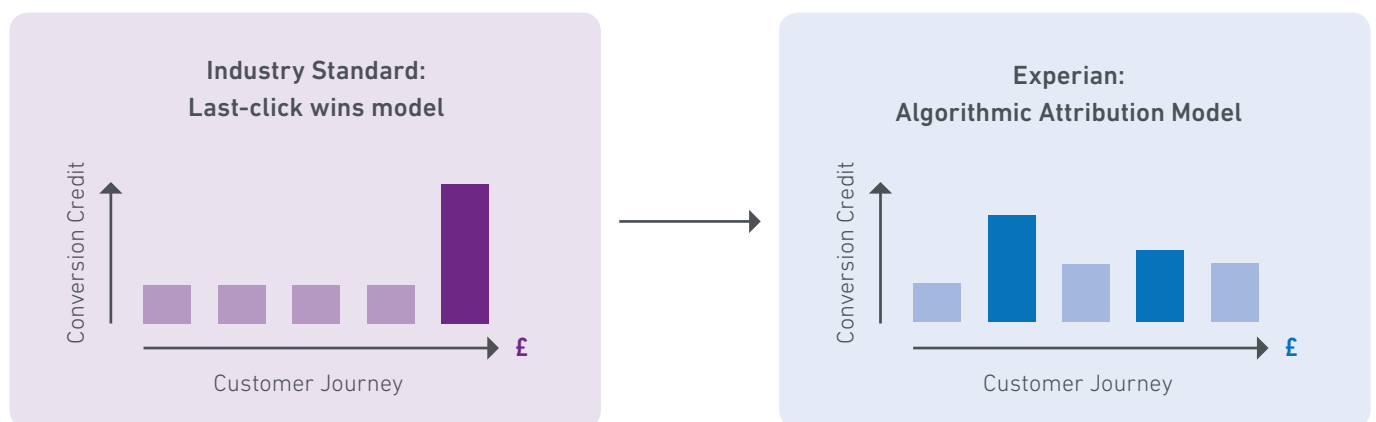 Industry Standard:
Last-click wins model
Conversion Credit
£
Customer Journey
Experian:
Algorithmic Attribution Model
Conversion Credit
£
Customer Journey